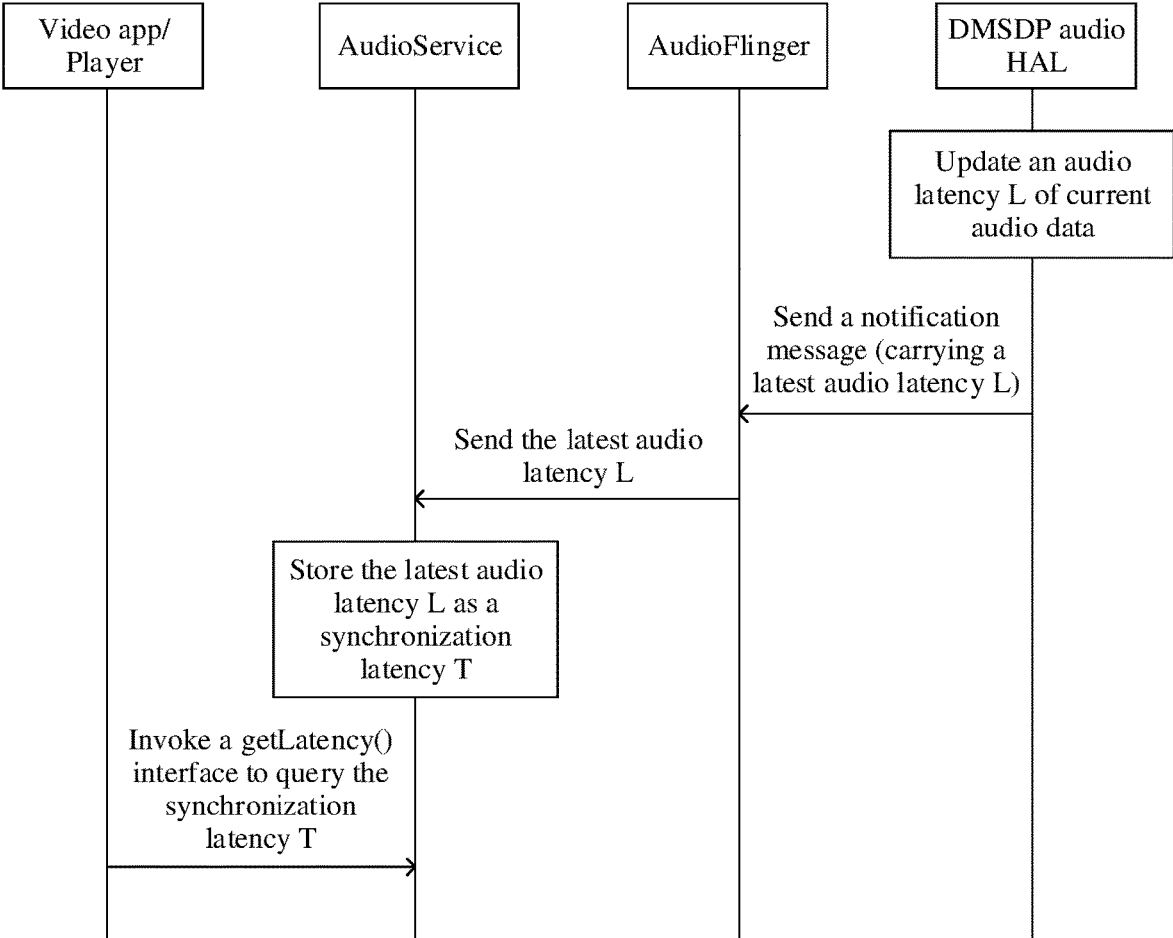 Video app/
Player
AudioService
AudioFlinger
DMSDP audio
HAL
Update an audio
latency L of current
audio data
Send a notification
message (carrying a
latest audio latency L)
Send the latest audio
latency L
Store the latest audio
latency L as a
synchronization
latency T
Invoke a getLatency()
interface to query the
synchronization
latency T